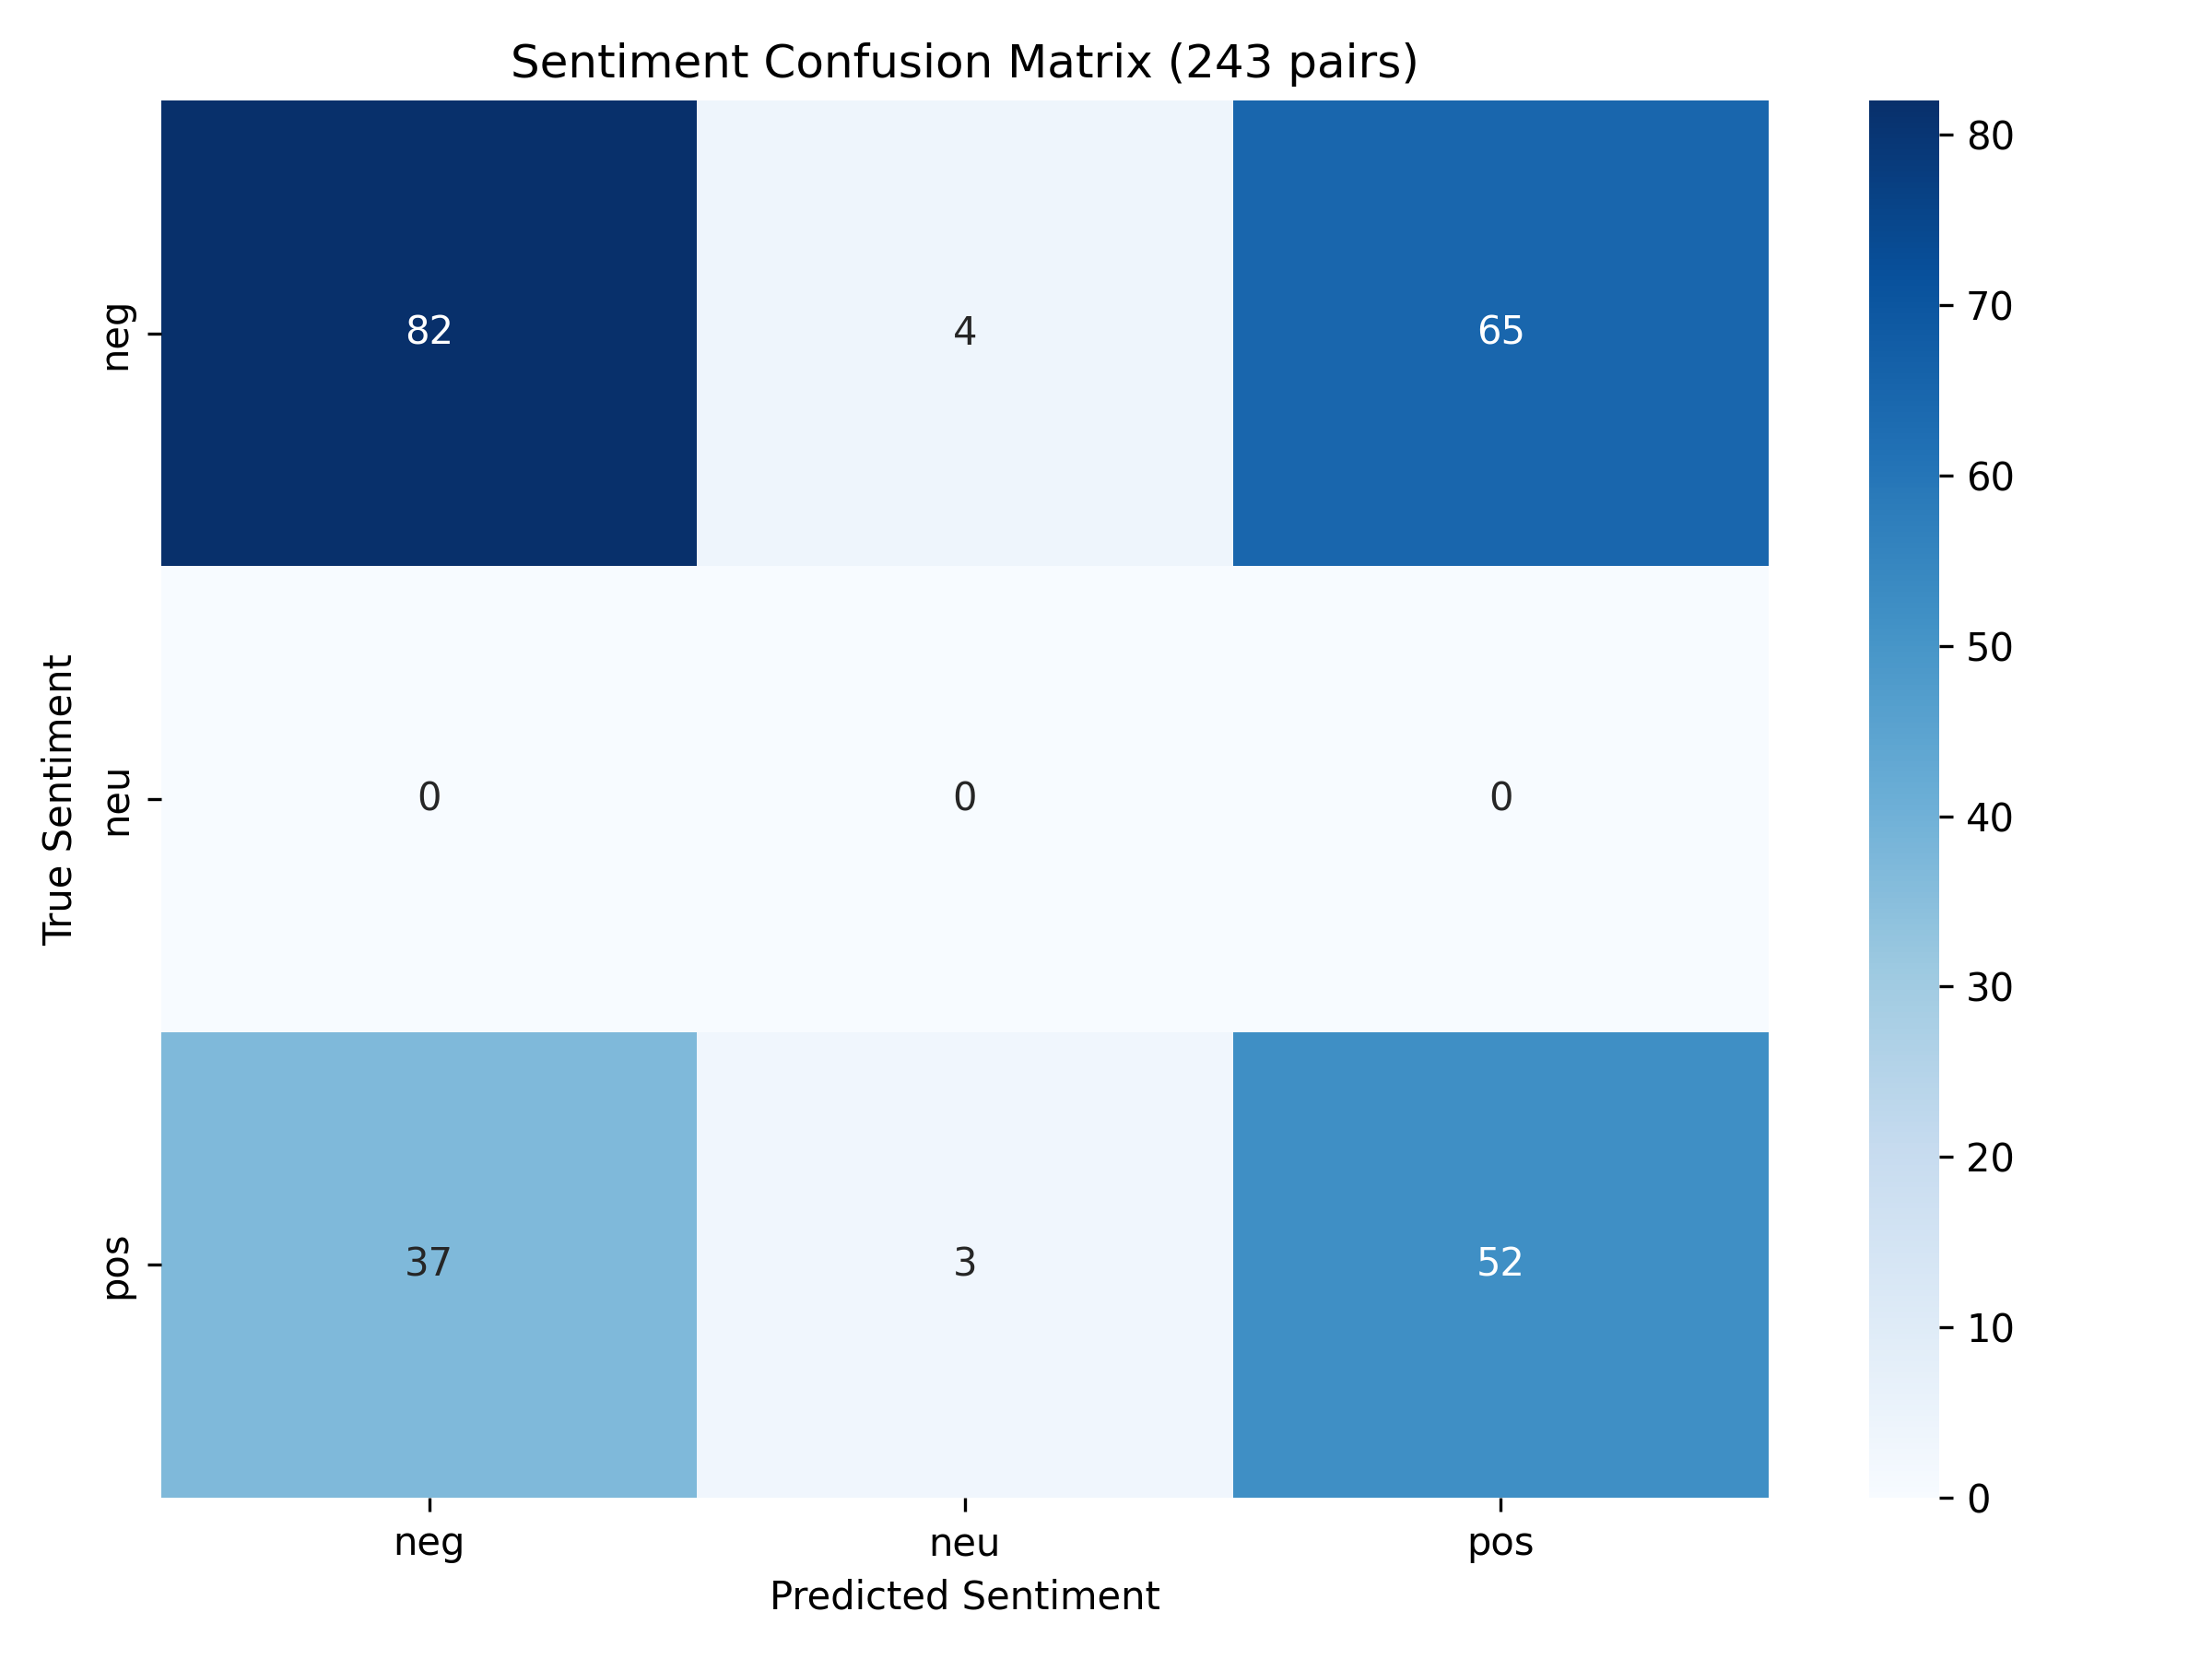 Sentiment Confusion Matrix (243 pairs)
True Sentiment
neg
82
4
65
neu
0
0
0
pos
37
3
52
neg
neu
pos
Predicted Sentiment
80
70
60
50
40
30
20
10
0